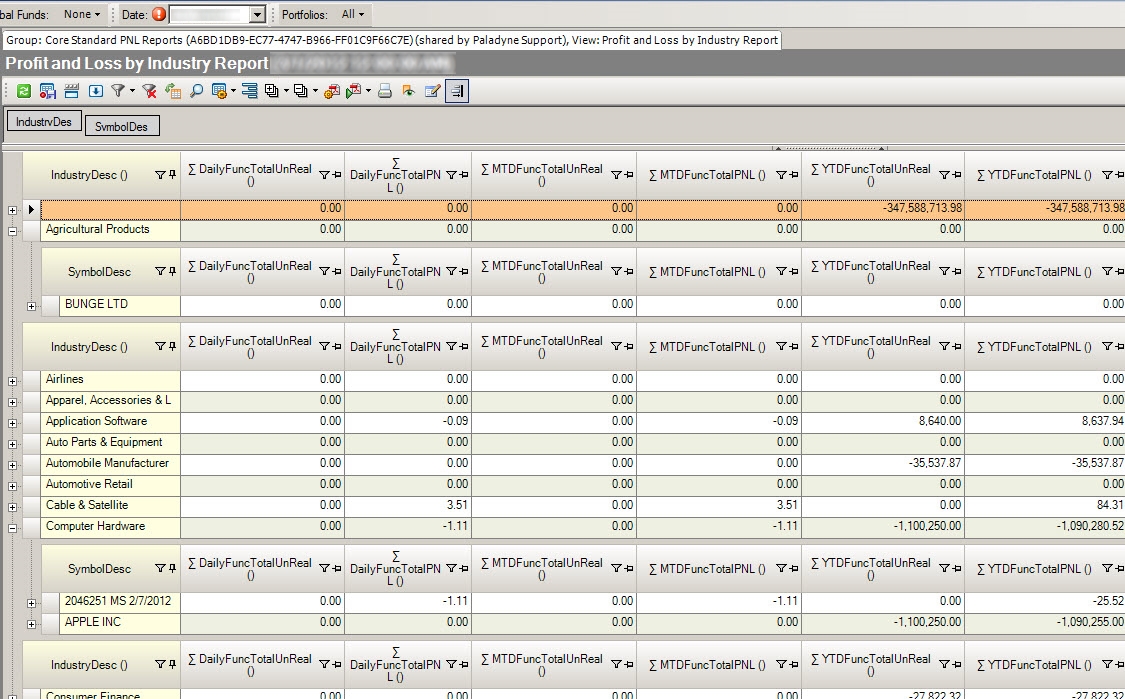 bal Funds: None Date: Portfolios: All
Group: Core Standard PNL Reports (A6BD1DB9-EC77-4747-B966-FF01C9F66C7E) (shared by Paladyne Support), View: Profit and Loss by Industry Report
Profit and Loss by Industry Report
IndustryDes
SymbolDes
IndustryDesc () Σ DailyFuncTotalUnReal () Σ DailyFuncTotalPNL () Σ MTDFuncTotalUnReal () Σ MTDFuncTotalPNL () Σ YTDFuncTotalUnReal () Σ YTDFuncTotalPNL ()
0.00 0.00 0.00 0.00 -347,588,713.98 -347,588,713.98
Agricultural Products 0.00 0.00 0.00 0.00 0.00 0.00
SymbolDesc Σ DailyFuncTotalUnReal () Σ DailyFuncTotalPNL () Σ MTDFuncTotalUnReal () Σ MTDFuncTotalPNL () Σ YTDFuncTotalUnReal () Σ YTDFuncTotalPNL ()
BUNGE LTD 0.00 0.00 0.00 0.00 0.00 0.00
IndustryDesc () Σ DailyFuncTotalUnReal () Σ DailyFuncTotalPNL () Σ MTDFuncTotalUnReal () Σ MTDFuncTotalPNL () Σ YTDFuncTotalUnReal () Σ YTDFuncTotalPNL ()
Airlines 0.00 0.00 0.00 0.00 0.00 0.00
Apparel, Accessories & L 0.00 0.00 0.00 0.00 0.00 0.00
Application Software 0.00 -0.09 0.00 -0.09 8,640.00 8,637.94
Auto Parts & Equipment 0.00 0.00 0.00 0.00 0.00 0.00
Automobile Manufacturer 0.00 0.00 0.00 0.00 -35,537.87 -35,537.87
Automotive Retail 0.00 0.00 0.00 0.00 0.00 0.00
Cable & Satellite 0.00 3.51 0.00 3.51 0.00 84.31
Computer Hardware 0.00 -1.11 0.00 -1.11 -1,100,250.00 -1,090,280.52
SymbolDesc Σ DailyFuncTotalUnReal () Σ DailyFuncTotalPNL () Σ MTDFuncTotalUnReal () Σ MTDFuncTotalPNL () Σ YTDFuncTotalUnReal () Σ YTDFuncTotalPNL ()
2046251 MS 2/7/2012 0.00 -1.11 0.00 -1.11 0.00 -25.52
APPLE INC 0.00 0.00 0.00 0.00 -1,100,250.00 -1,090,255.00
IndustryDesc () Σ DailyFuncTotalUnReal () Σ DailyFuncTotalPNL () Σ MTDFuncTotalUnReal () Σ MTDFuncTotalPNL () Σ YTDFuncTotalUnReal () Σ YTDFuncTotalPNL ()
Consumer Finance 0.00 0.00 0.00 0.00 -27,822.32 -27,822.32